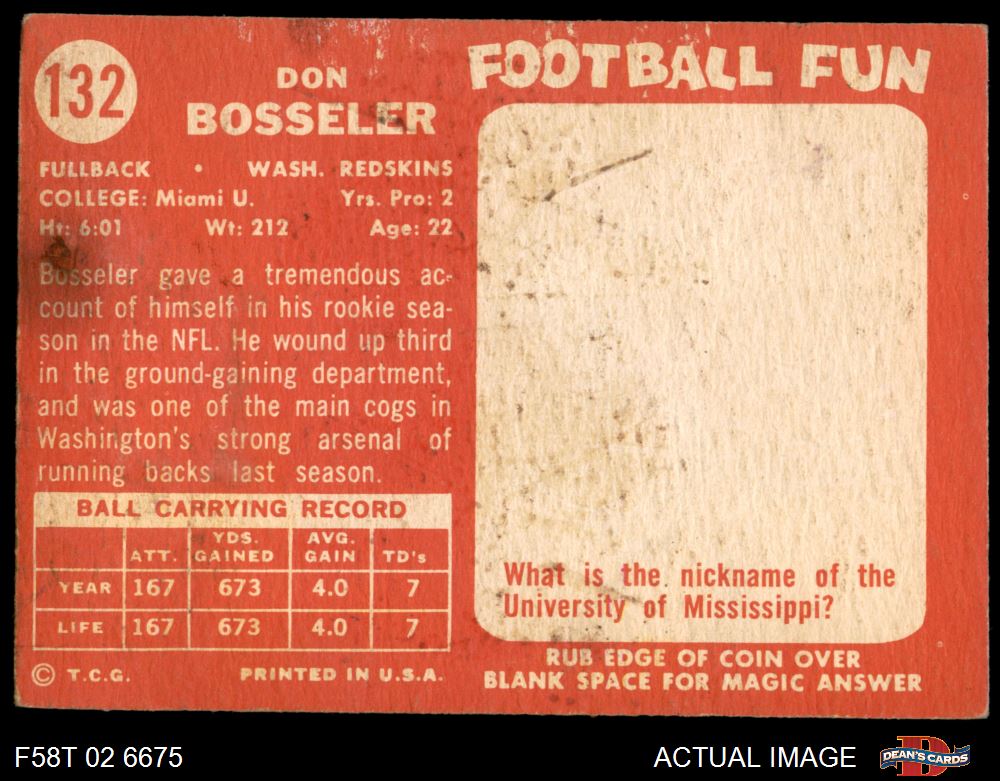 132
DON
BOSSELER
FULLBACK • WASH. REDSKINS
COLLEGE: Miami U. Yrs. Pro: 2
Ht: 6:01 Wt: 212 Age: 22
Bosseler gave a tremendous ac-
count of himself in his rookie sea-
son in the NFL. He wound up third
in the ground-gaining department,
and was one of the main cogs in
Washington's strong arsenal of
running backs last season.
BALL CARRYING RECORD
ATT. YDS. GAINED AVG. GAIN TD's
YEAR 167 673 4.0 7
LIFE 167 673 4.0 7
© T.C.G. PRINTED IN U.S.A.
FOOTBALL FUN
What is the nickname of the
University of Mississippi?
RUB EDGE OF COIN OVER
BLANK SPACE FOR MAGIC ANSWER
F58T 02 6675
ACTUAL IMAGE
DEAN'S CARDS